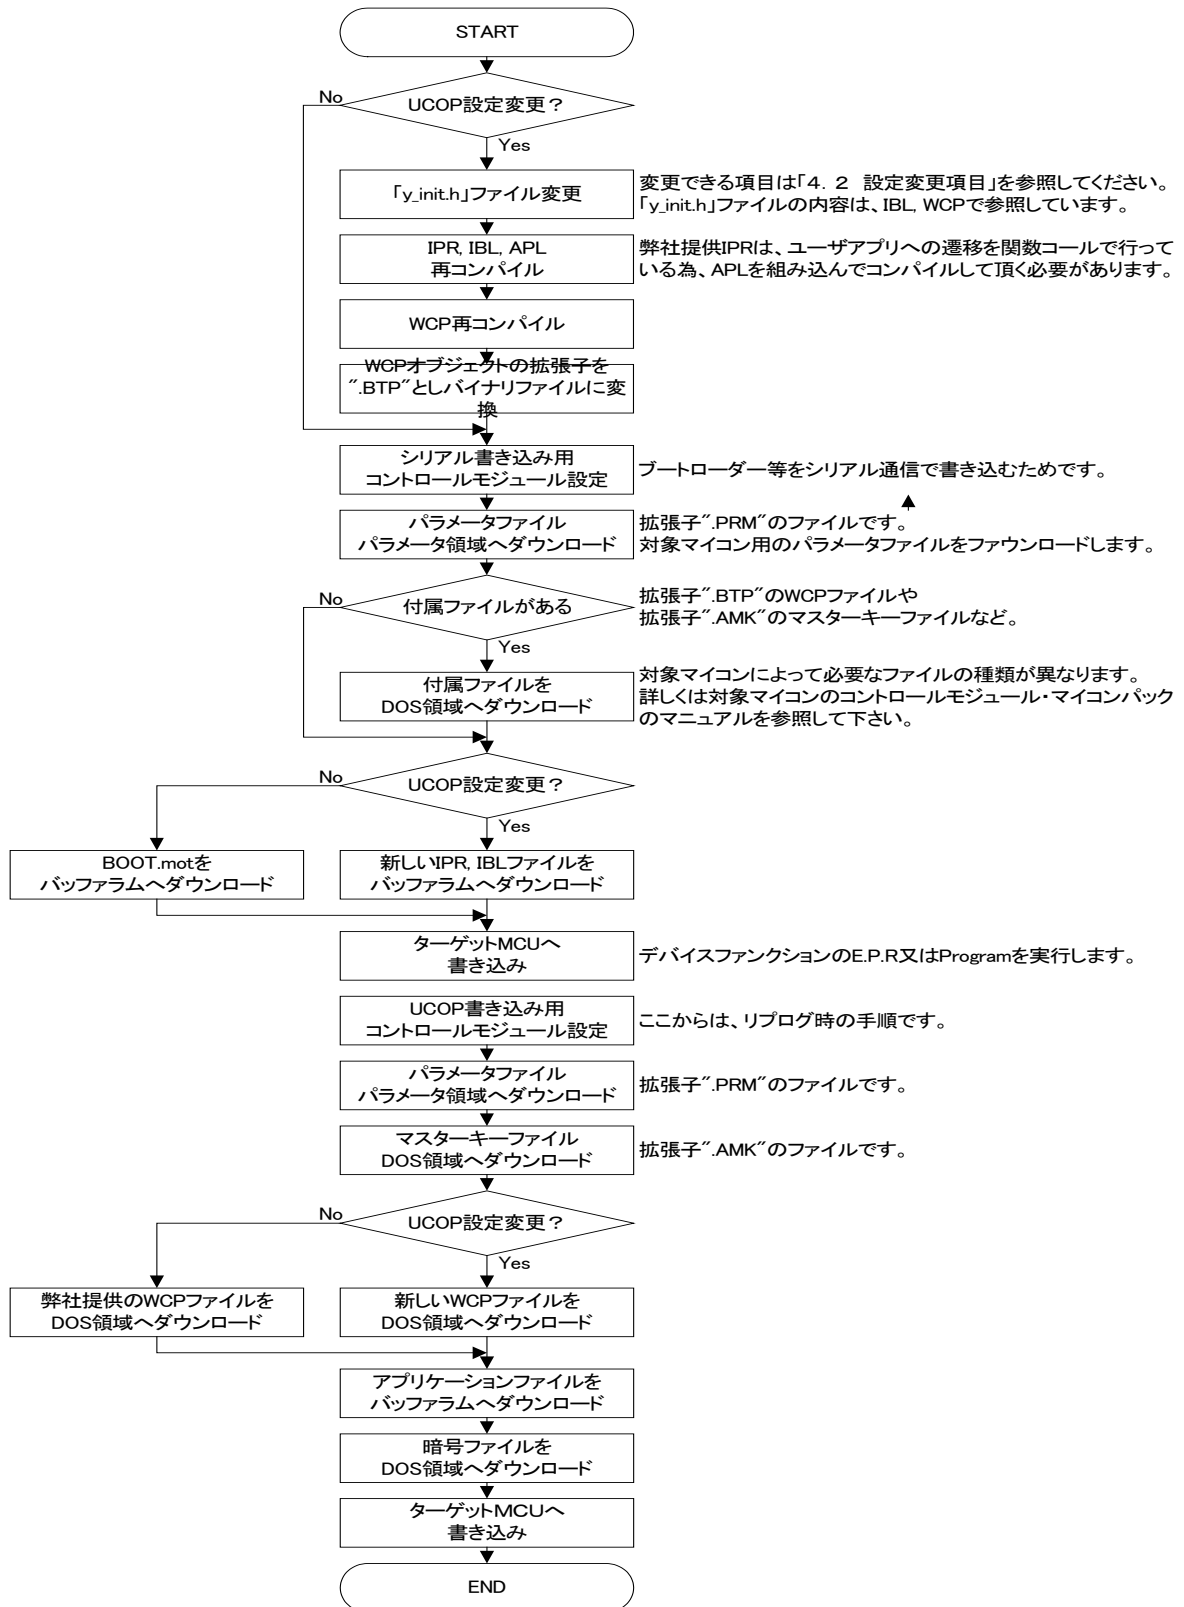 START
UCOP設定変更？
No
Yes
「y_init.h」ファイル変更
変更できる項目は「４．２　設定変更項目」を参照してください。
「y_init.h」ファイルの内容は、IBL, WCPで参照しています。
IPR, IBL, APL
再コンパイル
弊社提供IPRは、ユーザアプリへの遷移を関数コールで行って
いる為、APLを組み込んでコンパイルして頂く必要があります。
WCP再コンパイル
WCPオブジェクトの拡張子を
".BTP"としバイナリファイルに変
換
シリアル書き込み用
コントロールモジュール設定
ブートローダー等をシリアル通信で書き込むためです。
パラメータファイル
パラメータ領域へダウンロード
拡張子".PRM"のファイルです。
対象マイコン用のパラメータファイルをファウンロードします。
No
付属ファイルがある
拡張子".BTP"のWCPファイルや
拡張子".AMK"のマスターキーファイルなど。
Yes
付属ファイルを
DOS領域へダウンロード
対象マイコンによって必要なファイルの種類が異なります。
詳しくは対象マイコンのコントロールモジュール・マイコンパック
のマニュアルを参照して下さい。
No
UCOP設定変更？
Yes
BOOT.motを
バッファラムへダウンロード
新しいIPR, IBLファイルを
バッファラムへダウンロード
ターゲットMCUへ
書き込み
デバイスファンクションのE.P.R又はProgramを実行します。
UCOP書き込み用
コントロールモジュール設定
ここからは、リプログ時の手順です。
パラメータファイル
パラメータ領域へダウンロード
拡張子".PRM"のファイルです。
マスターキーファイル
DOS領域へダウンロード
拡張子".AMK"のファイルです。
No
UCOP設定変更？
Yes
弊社提供のWCPファイルを
DOS領域へダウンロード
新しいWCPファイルを
DOS領域へダウンロード
アプリケーションファイルを
バッファラムへダウンロード
暗号ファイルを
DOS領域へダウンロード
ターゲットMCUへ
書き込み
END